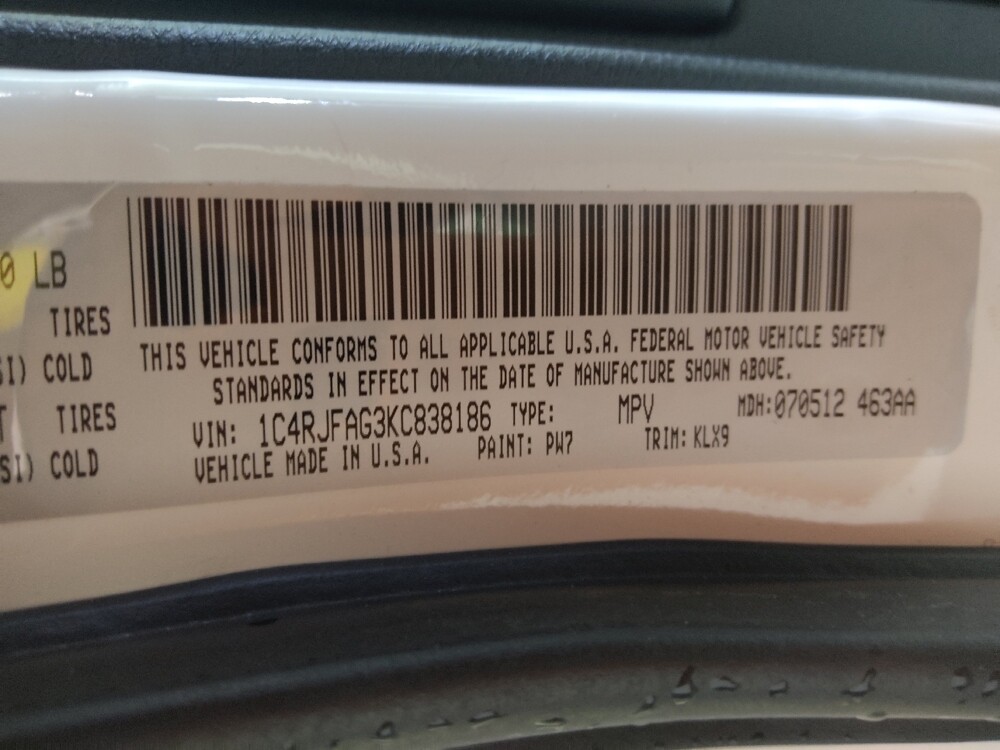 0 LB
TIRES
SI) COLD
TIRES
SI) COLD
THIS VEHICLE CONFORMS TO ALL APPLICABLE U.S.A. FEDERAL MOTOR VEHICLE SAFETY
STANDARDS IN EFFECT ON THE DATE OF MANUFACTURE SHOWN ABOVE.
VIN: 1C4RJFAG3KC838186 TYPE: MPV MDH:070512 463AA
VEHICLE MADE IN U.S.A. PAINT: PW7 TRIM: KLX9